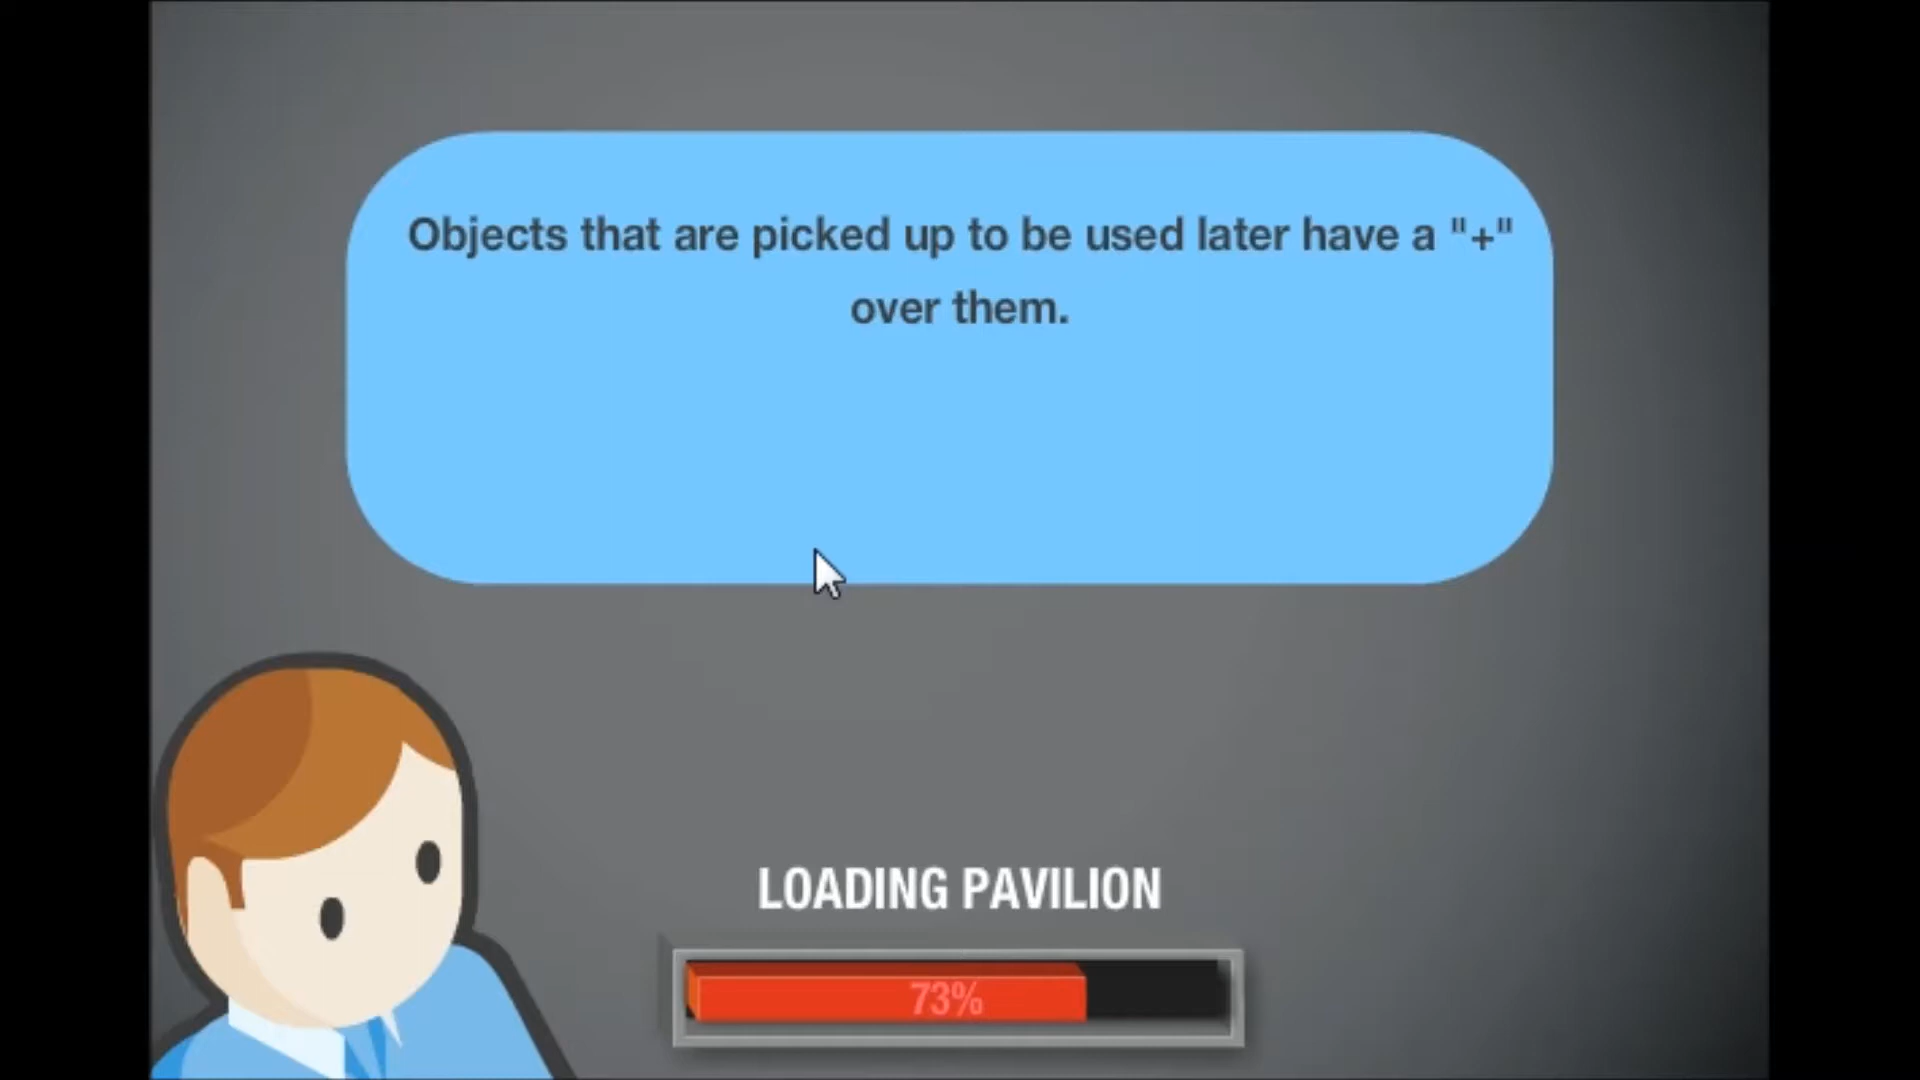 Objects that are picked up to be used later have a "+"
over them.
LOADING PAVILION
73%